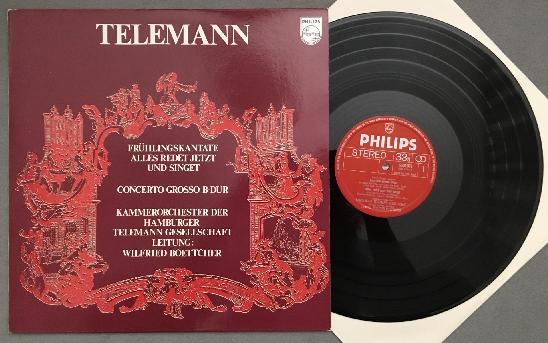 TELEMANN
PHILIPS
FRÜHLINGSKANTATE
ALLES REDET JETZT
UND SINGET
CONCERTO GROSSO B-DUR
KAMMERORCHESTER DER
HAMBURGER
TELEMANN GESELLSCHAFT
LEITUNG:
WILFRIED BOETTCHER
PHILIPS
STEREO 33⅓
1